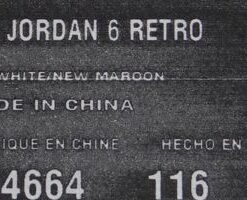 JORDAN 6 RETRO
WHITE/NEW MAROON
DE IN CHINA
IQUE EN CHINE HECHO EN
4664 116